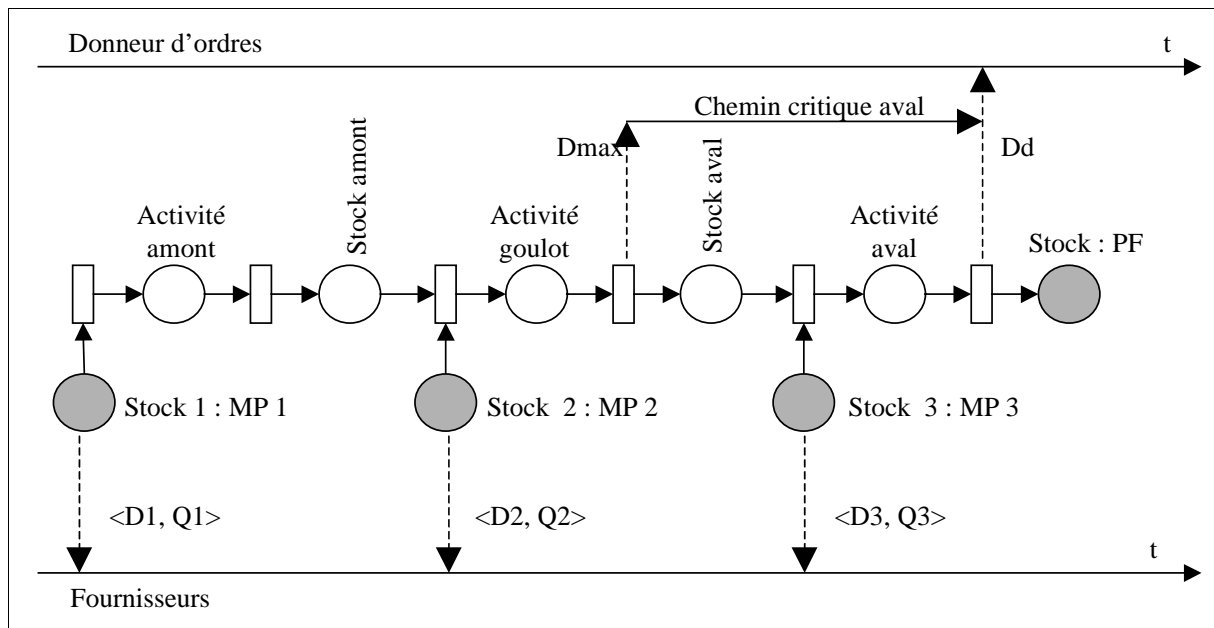 Donneur d'ordres
t
Chemin critique aval
Dmax
Dd
Stock amont
Stock aval
Activité
amont
Activité
goulot
Activité
aval
Stock : PF
Stock 1 : MP 1
Stock 2 : MP 2
Stock 3 : MP 3
<D1, Q1>
<D2, Q2>
<D3, Q3>
t
Fournisseurs